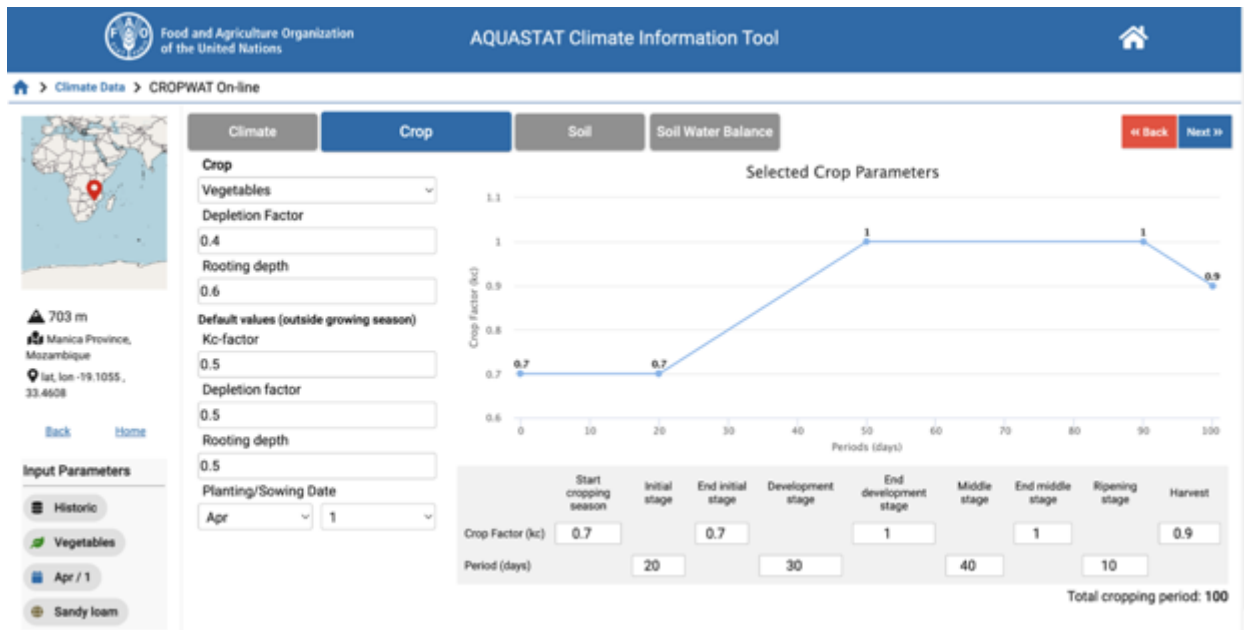 Food and Agriculture Organization
of the United Nations
AQUASTAT Climate Information Tool
> Climate Data > CROPWAT On-line
Climate
Crop
Soil
Soil Water Balance
« Back
Next »
703 m
Manica Province,
Mozambique
lat, lon -19.1055 ,
33.4608
Back Home
Input Parameters
Historic
Vegetables
Apr / 1
Sandy loam
Crop
Vegetables
Depletion Factor
0.4
Rooting depth
0.6
Default values (outside growing season)
Kc-factor
0.5
Depletion factor
0.5
Rooting depth
0.5
Planting/Sowing Date
Apr 1
Selected Crop Parameters
Crop Factor (kc)
1.1
1
0.9
0.8
0.7
0.6
0.7 0.7 1 1 0.9
0 10 20 30 40 50 60 70 80 90 100
Periods (days)
Start cropping season
Initial stage
End initial stage
Development stage
End development stage
Middle stage
End middle stage
Ripening stage
Harvest
Crop Factor (kc) 0.7 0.7 1 1 0.9
Period (days) 20 30 40 10
Total cropping period: 100